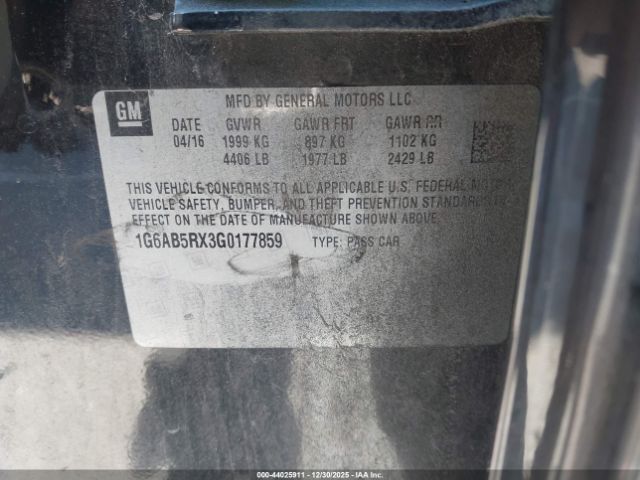 GM
MFD BY GENERAL MOTORS LLC
DATE GVWR GAWR FRT GAWR RR
04/16 1999 KG 897 KG 1102 KG
4406 LB 1977 LB 2429 LB
THIS VEHICLE CONFORMS TO ALL APPLICABLE U.S. FEDERAL MOTOR
VEHICLE SAFETY, BUMPER, AND THEFT PREVENTION STANDARDS IN
EFFECT ON THE DATE OF MANUFACTURE SHOWN ABOVE.
1G6AB5RX3G0177859 TYPE: PASS CAR
000-44025911 - 12/30/2025 - IAAI.COM